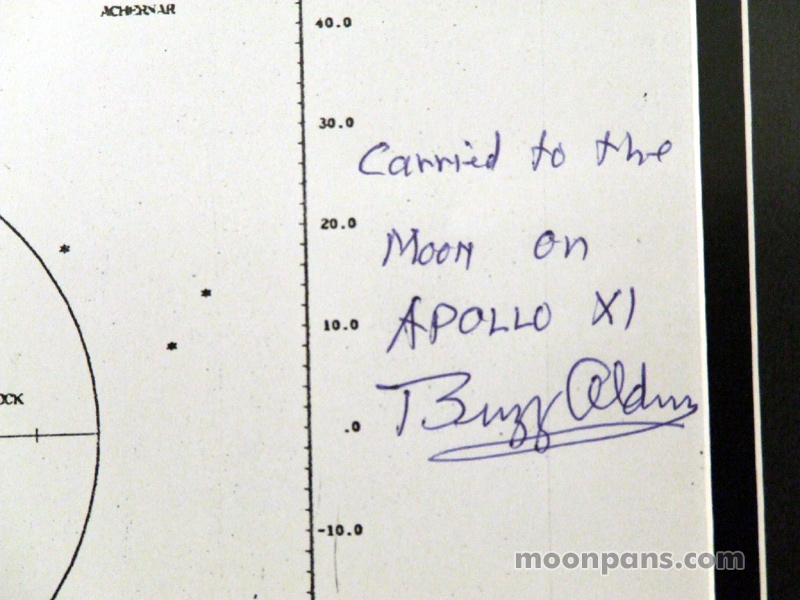 ACHERNAR
40.0
30.0
Carried to the
20.0
Moon on
10.0
APOLLO XI
OCK
.0
Buzz Aldrin
-10.0
moonpans.com